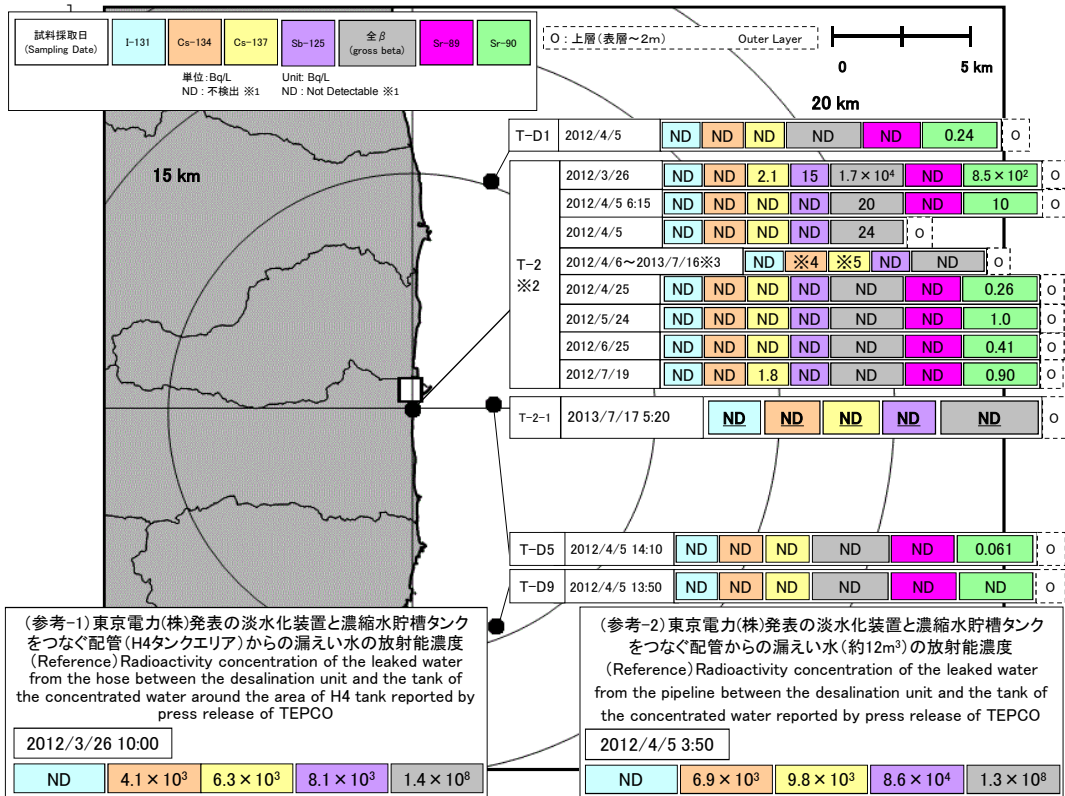 試料採取日
(Sampling Date)
I-131
Cs-134
Cs-137
Sb-125
全β
(gross beta)
Sr-89
Sr-90
単位:Bq/L Unit: Bq/L
ND : 不検出 ※1 ND : Not Detectable ※1
O : 上層(表層～2m) Outer Layer
0 5 km
20 km
15 km
T-D1 2012/4/5 ND ND ND ND ND 0.24 O
T-2
※2
2012/3/26 ND ND 2.1 15 1.7×10⁴ ND 8.5×10² O
2012/4/5 6:15 ND ND ND ND 20 ND 10 O
2012/4/5 ND ND ND ND 24 O
2012/4/6～2013/7/16※3 ND ※4 ※5 ND ND O
2012/4/25 ND ND ND ND ND ND 0.26 O
2012/5/24 ND ND ND ND ND ND 1.0 O
2012/6/25 ND ND ND ND ND ND 0.41 O
2012/7/19 ND ND 1.8 ND ND ND 0.90 O
T-2-1 2013/7/17 5:20 ND ND ND ND ND O
T-D5 2012/4/5 14:10 ND ND ND ND ND 0.061 O
T-D9 2012/4/5 13:50 ND ND ND ND ND ND O
(参考-1)東京電力(株)発表の淡水化装置と濃縮水貯槽タンク
をつなぐ配管(H4タンクエリア)からの漏えい水の放射能濃度
(Reference)Radioactivity concentration of the leaked water
from the hose between the desalination unit and the tank of
the concentrated water around the area of H4 tank reported by
press release of TEPCO
2012/3/26 10:00
ND 4.1×10³ 6.3×10³ 8.1×10³ 1.4×10⁸
(参考-2)東京電力(株)発表の淡水化装置と濃縮水貯槽タンク
をつなぐ配管からの漏えい水(約12m³)の放射能濃度
(Reference)Radioactivity concentration of the leaked water
from the pipeline between the desalination unit and the tank of
the concentrated water reported by press release of TEPCO
2012/4/5 3:50
ND 6.9×10³ 9.8×10³ 8.6×10⁴ 1.3×10⁸